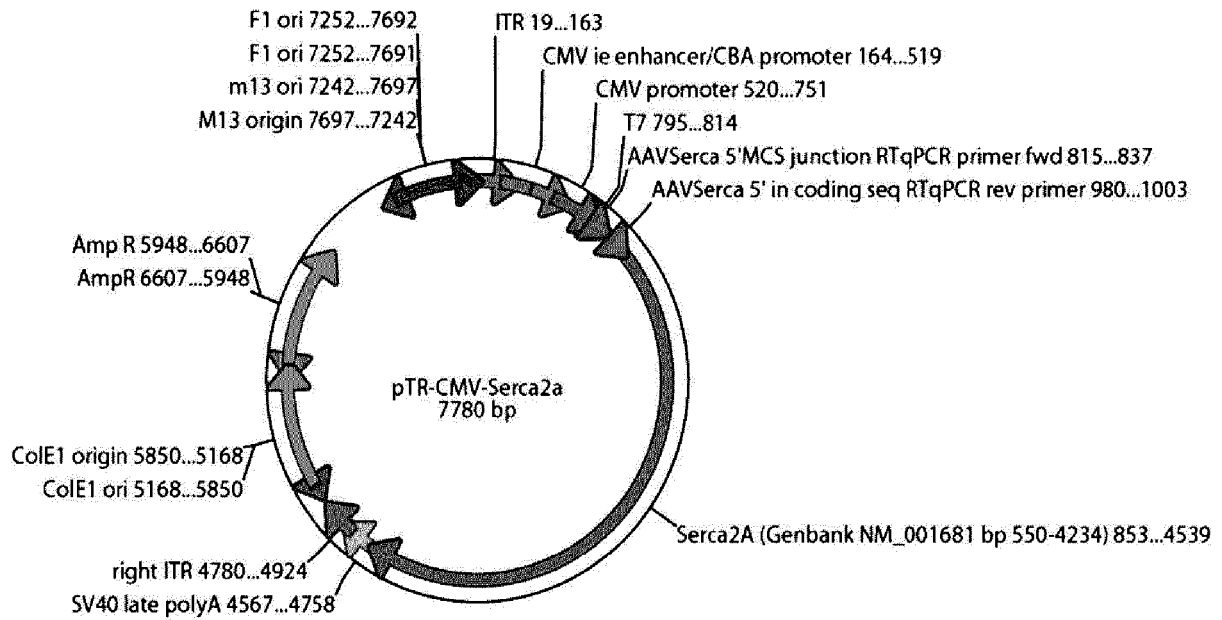 F1 ori 7252...7692
F1 ori 7252...7691
m13 ori 7242...7697
M13 origin 7697...7242
ITR 19...163
CMV ie enhancer/CBA promoter 164...519
CMV promoter 520...751
T7 795...814
AAVSerca 5'MCS junction RTqPCR primer fwd 815...837
AAVSerca 5' in coding seq RTqPCR rev primer 980...1003
Amp R 5948...6607
AmpR 6607...5948
pTR-CMV-Serca2a
7780 bp
ColE1 origin 5850...5168
ColE1 ori 5168...5850
Serca2A (Genbank NM_001681 bp 550-4234) 853...4539
right ITR 4780...4924
SV40 late polyA 4567...4758